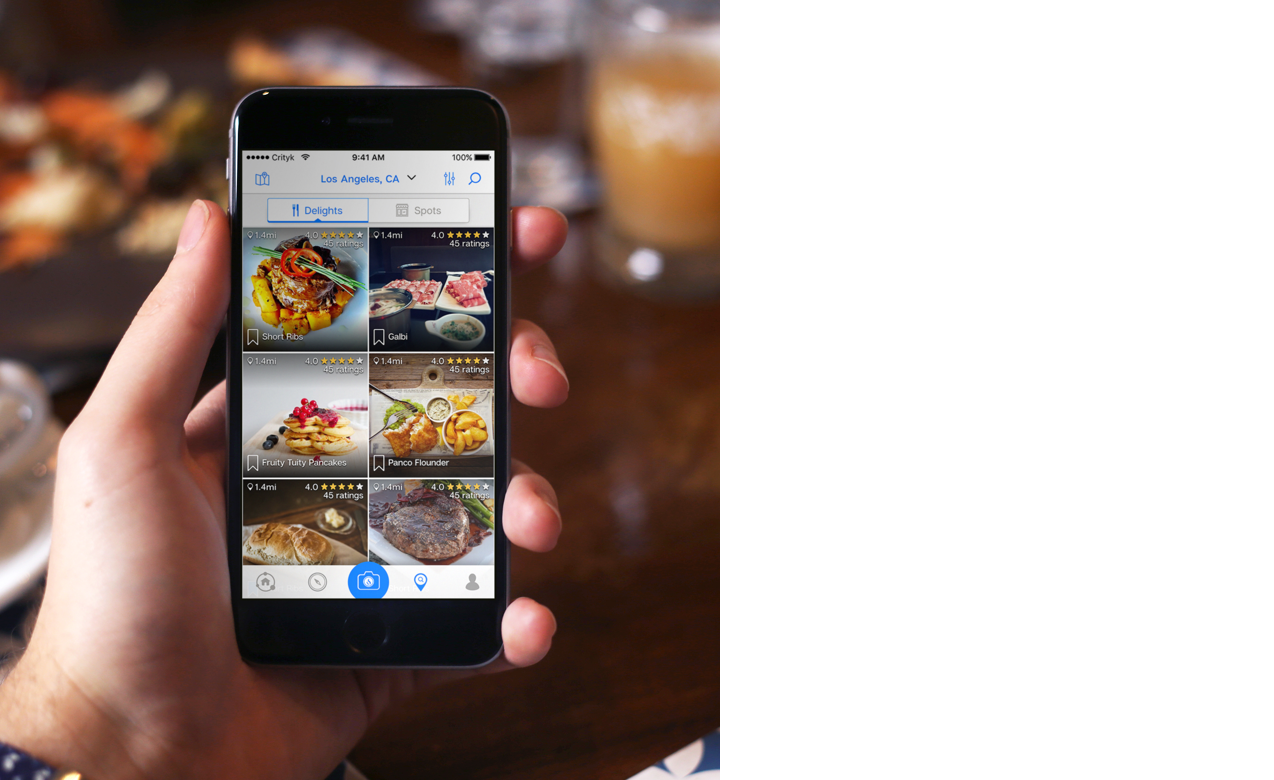 Crityk 9:41 AM 100%
Los Angeles, CA
Delights Spots
1.4mi 4.0 1.4mi 4.0
45 ratings 45 ratings
Short Ribs Galbi
1.4mi 4.0 1.4mi 4.0
45 ratings 45 ratings
Fruity Tuity Pancakes Panco Flounder
1.4mi 4.0 1.4mi 4.0
45 ratings 45 ratings